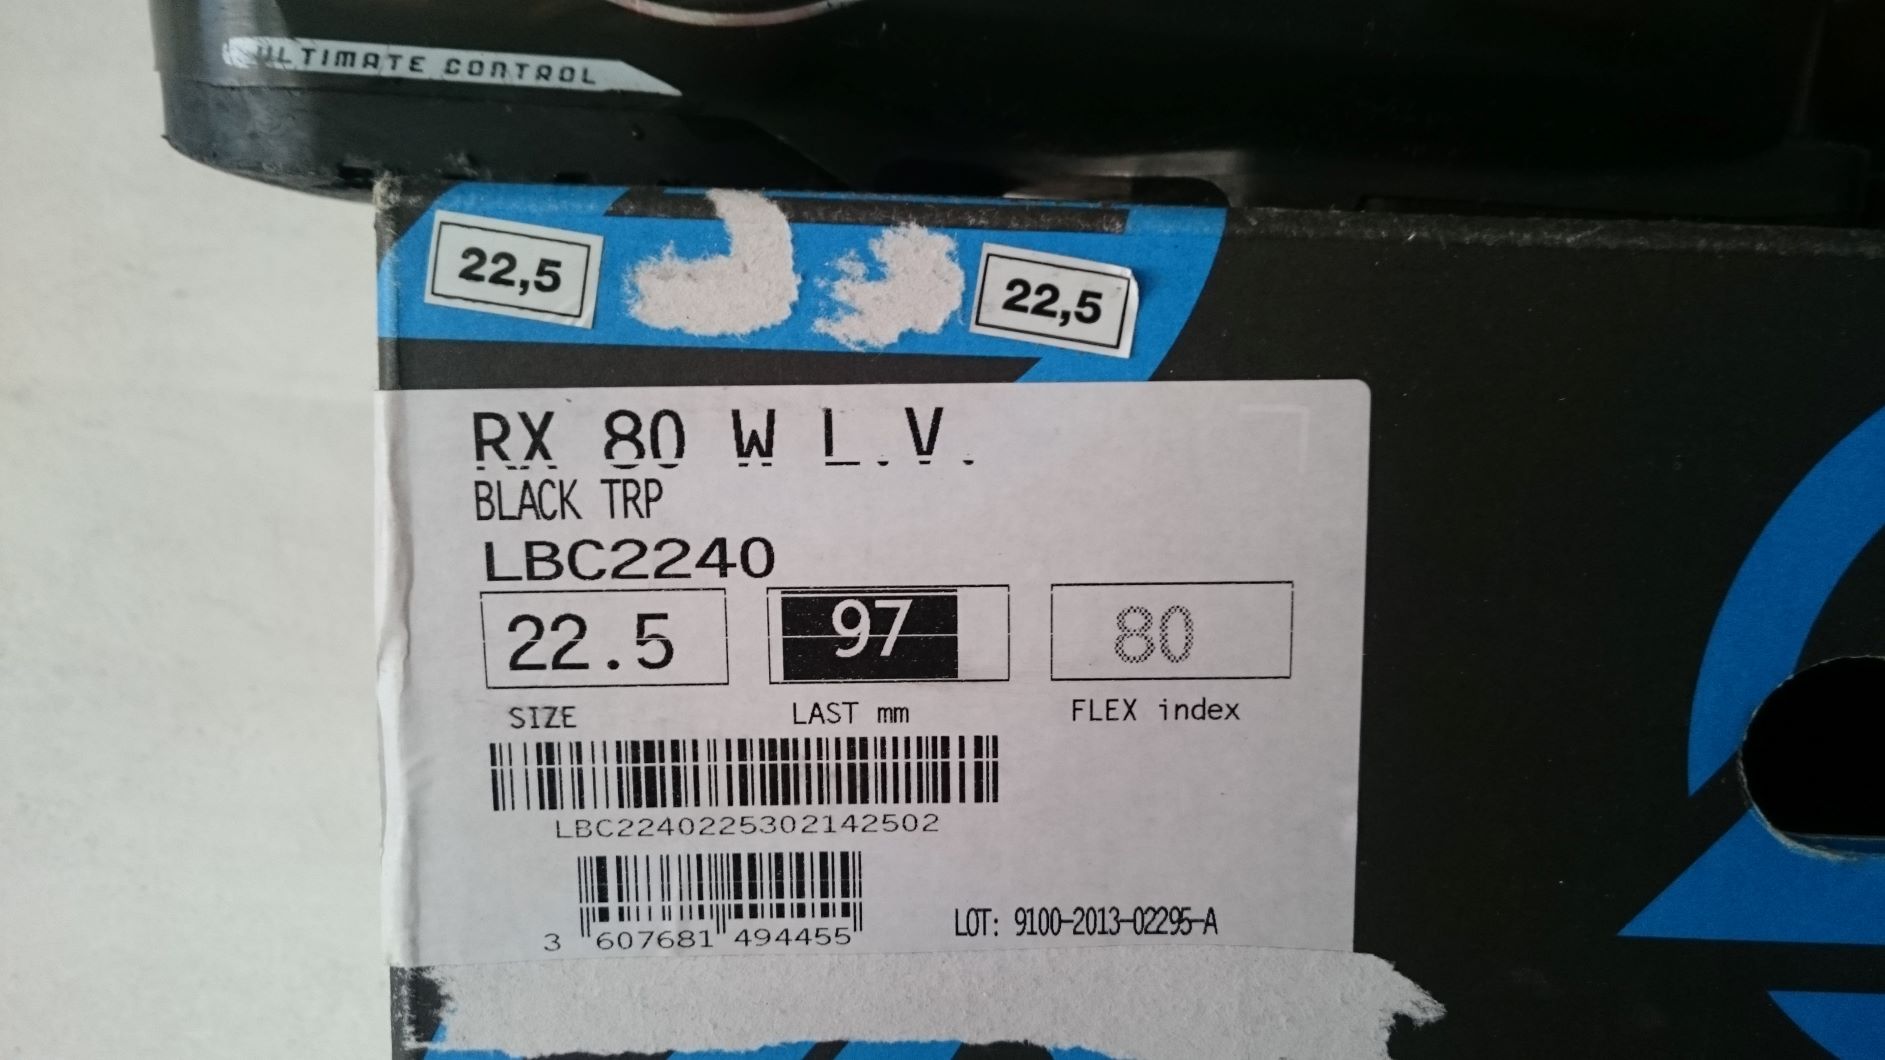 ULTIMATE CONTROL
22,5
22,5
RX 80 W L.V.
BLACK TRP
LBC2240
22.5 97 80
SIZE LAST mm FLEX index
LBC2240225302142502
3 607681 494455
LOT: 9100-2013-02295-A